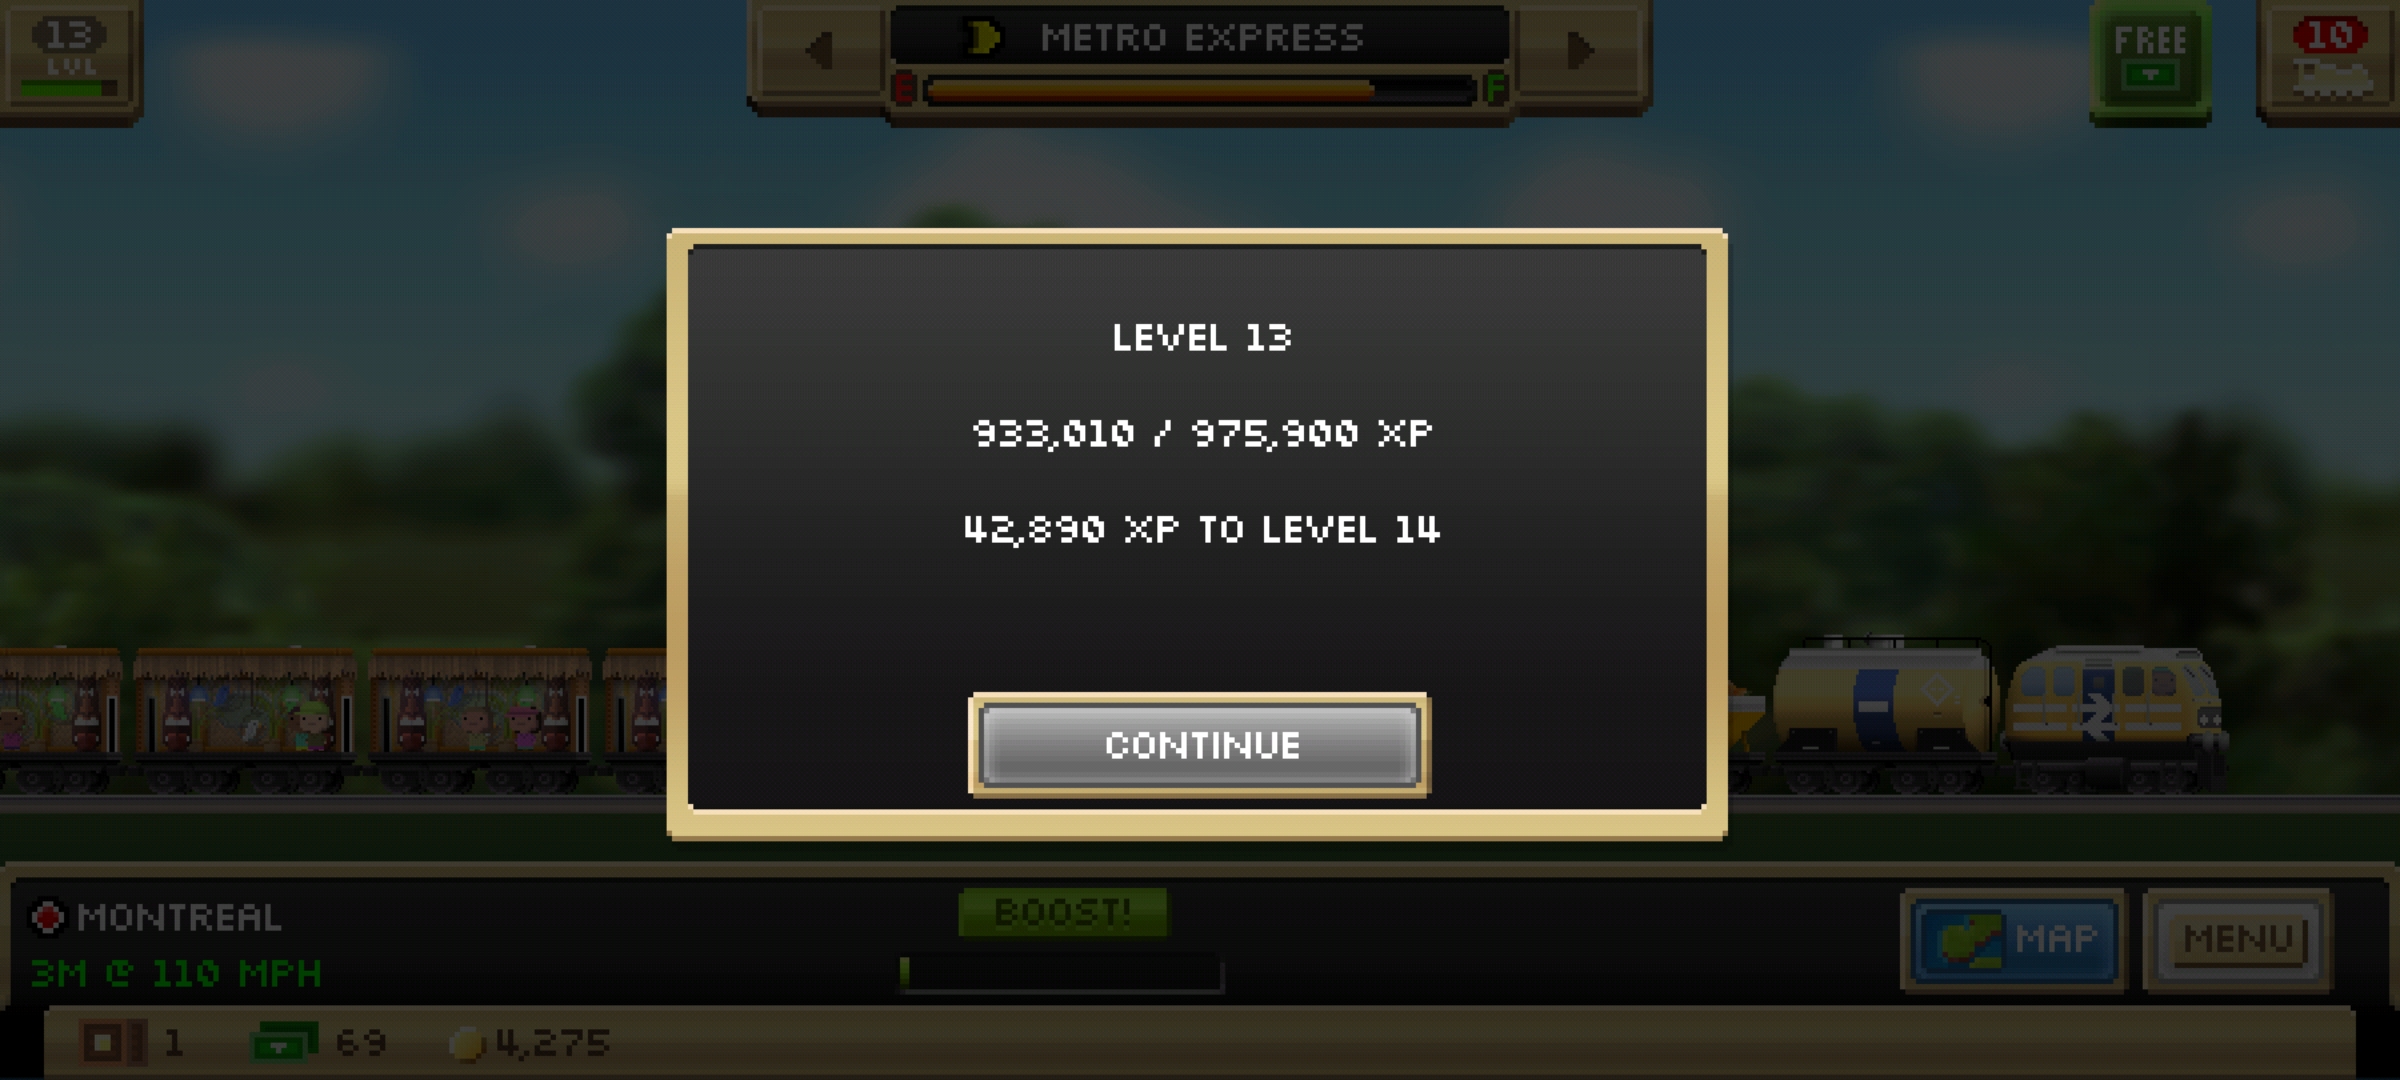 13
LVL
METRO EXPRESS
E
F
FREE
10
LEVEL 13
933,010 / 975,900 XP
42,890 XP TO LEVEL 14
CONTINUE
MONTREAL
3M @ 110 MPH
BOOST!
MAP
MENU
1
69
4,275